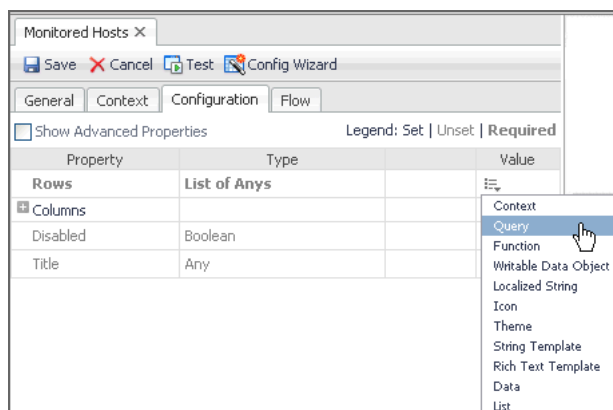 Monitored Hosts
Save Cancel Test Config Wizard
General Context Configuration Flow
Show Advanced Properties Legend: Set | Unset | Required
Property Type Value
Rows List of Anys
Columns
Disabled Boolean
Title Any
Context
Query
Function
Writable Data Object
Localized String
Icon
Theme
String Template
Rich Text Template
Data
List